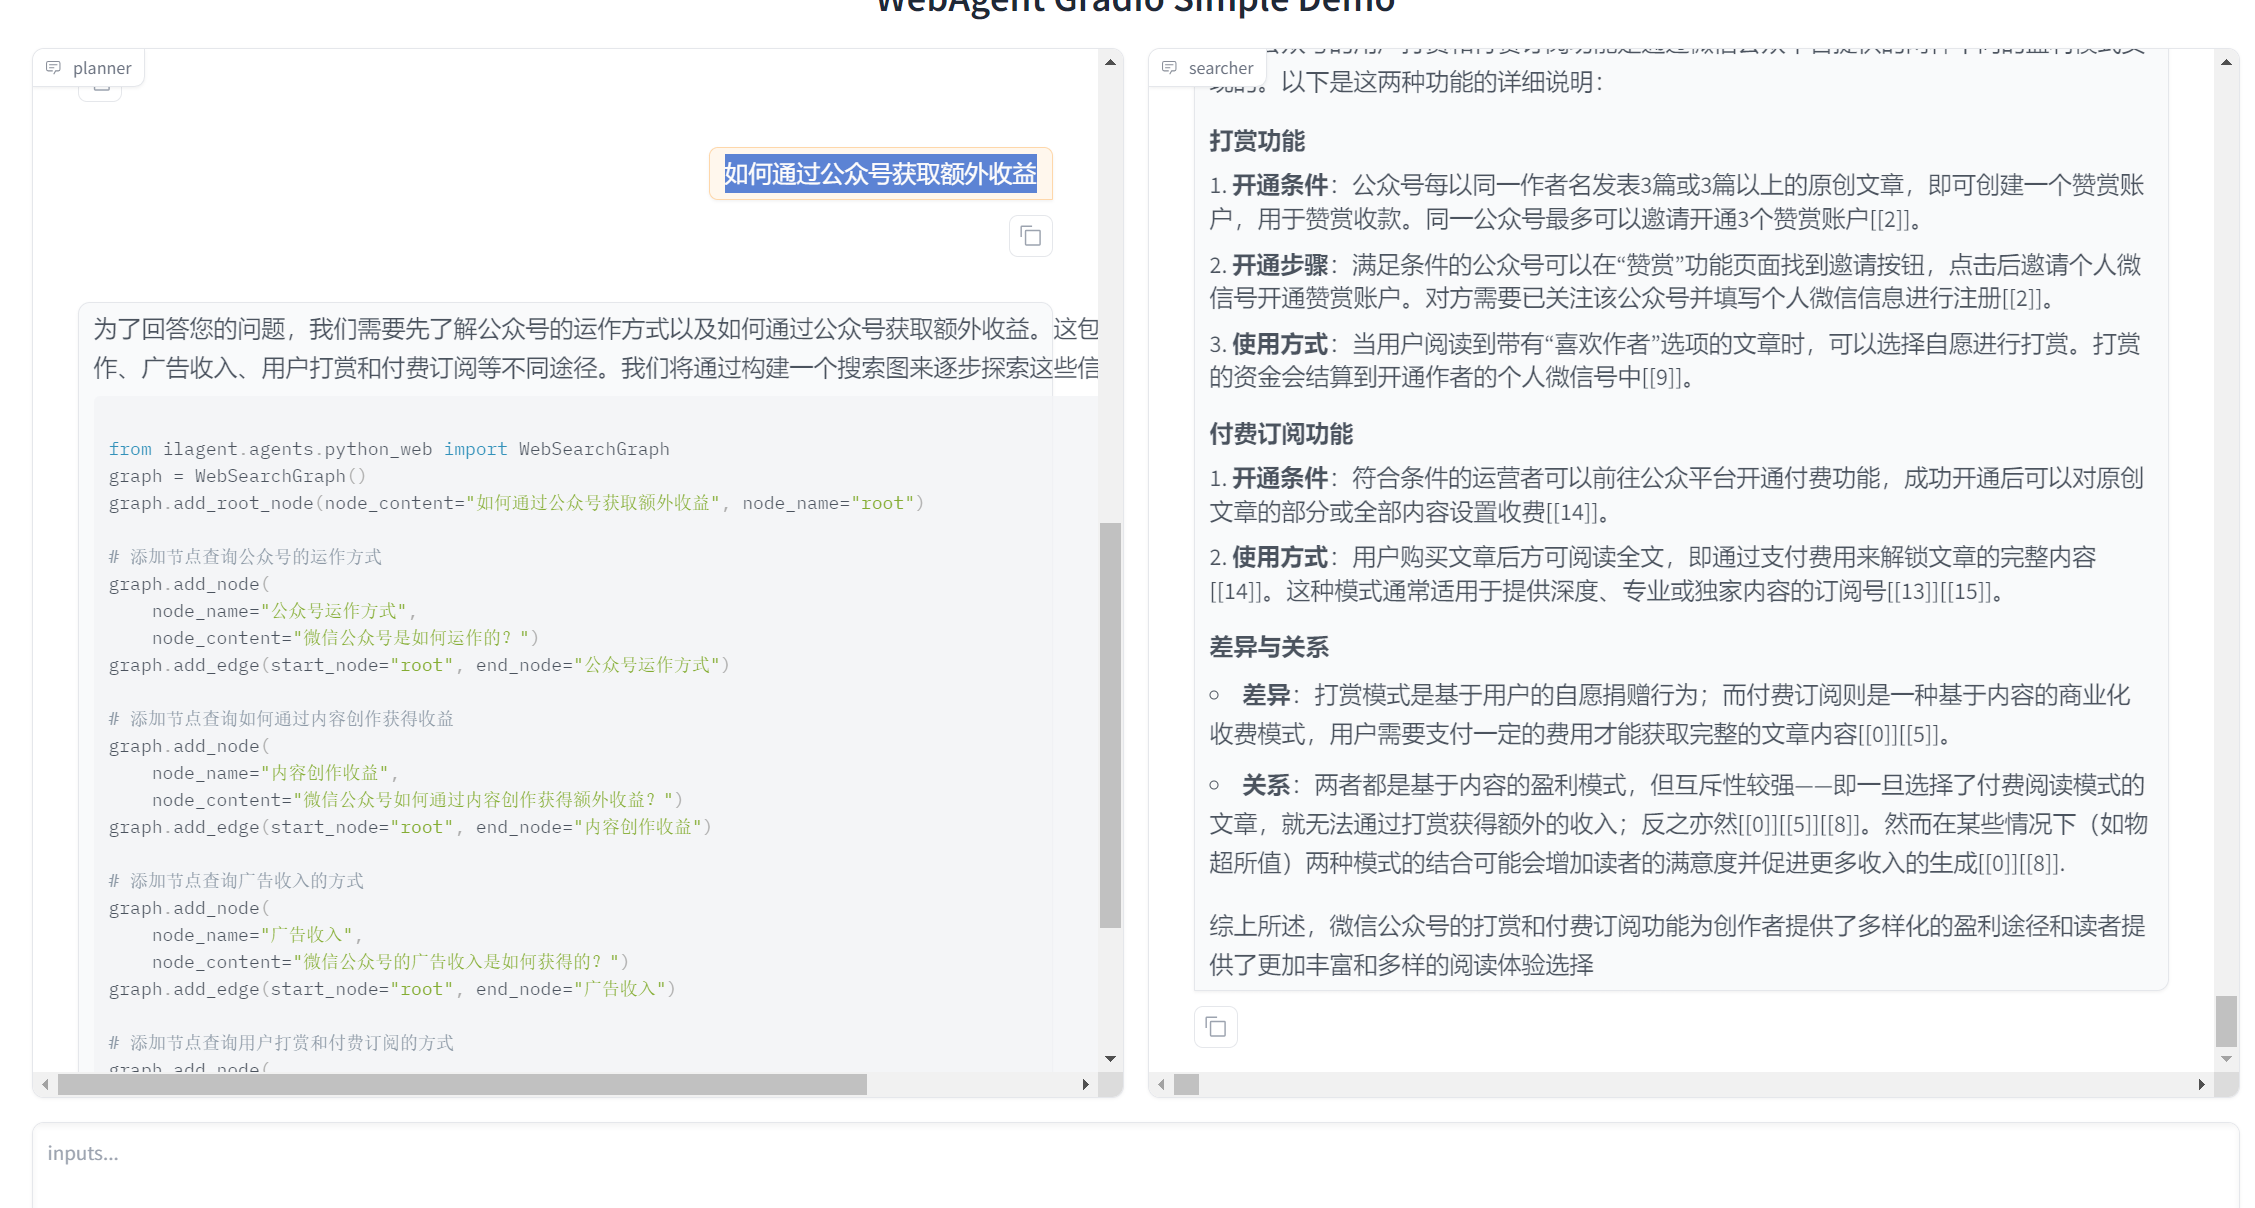 WebAgent Gradio Simple Demo
planner
如何通过公众号获取额外收益
为了回答您的问题，我们需要先了解公众号的运作方式以及如何通过公众号获取额外收益。这包
作、广告收入、用户打赏和付费订阅等不同途径。我们将通过构建一个搜索图来逐步探索这些信
from ilagent.agents.python_web import WebSearchGraph
graph = WebSearchGraph()
graph.add_root_node(node_content="如何通过公众号获取额外收益", node_name="root")
# 添加节点查询公众号的运作方式
graph.add_node(
    node_name="公众号运作方式",
    node_content="微信公众号是如何运作的？")
graph.add_edge(start_node="root", end_node="公众号运作方式")
# 添加节点查询如何通过内容创作获得收益
graph.add_node(
    node_name="内容创作收益",
    node_content="微信公众号如何通过内容创作获得额外收益？")
graph.add_edge(start_node="root", end_node="内容创作收益")
# 添加节点查询广告收入的方式
graph.add_node(
    node_name="广告收入",
    node_content="微信公众号的广告收入是如何获得的？")
graph.add_edge(start_node="root", end_node="广告收入")
# 添加节点查询用户打赏和付费订阅的方式
graph.add_node(
searcher
公众号的用户打赏和付费订阅功能是通过微信公众平台提供的两种不同的盈利模式实
现的。以下是这两种功能的详细说明：
打赏功能
1. 开通条件：公众号每以同一作者名发表3篇或3篇以上的原创文章，即可创建一个赞赏账
户，用于赞赏收款。同一公众号最多可以邀请开通3个赞赏账户[[2]]。
2. 开通步骤：满足条件的公众号可以在“赞赏”功能页面找到邀请按钮，点击后邀请个人微
信号开通赞赏账户。对方需要已关注该公众号并填写个人微信信息进行注册[[2]]。
3. 使用方式：当用户阅读到带有“喜欢作者”选项的文章时，可以选择自愿进行打赏。打赏
的资金会结算到开通作者的个人微信号中[[9]]。
付费订阅功能
1. 开通条件：符合条件的运营者可以前往公众平台开通付费功能，成功开通后可以对原创
文章的部分或全部内容设置收费[[14]]。
2. 使用方式：用户购买文章后方可阅读全文，即通过支付费用来解锁文章的完整内容
[[14]]。这种模式通常适用于提供深度、专业或独家内容的订阅号[[13]][[15]]。
差异与关系
○ 差异：打赏模式是基于用户的自愿捐赠行为；而付费订阅则是一种基于内容的商业化
收费模式，用户需要支付一定的费用才能获取完整的文章内容[[0]][[5]]。
○ 关系：两者都是基于内容的盈利模式，但互斥性较强——即一旦选择了付费阅读模式的
文章，就无法通过打赏获得额外的收入；反之亦然[[0]][[5]][[8]]。然而在某些情况下（如物
超所值）两种模式的结合可能会增加读者的满意度并促进更多收入的生成[[0]][[8]].
综上所述，微信公众号的打赏和付费订阅功能为创作者提供了多样化的盈利途径和读者提
供了更加丰富和多样的阅读体验选择
inputs...